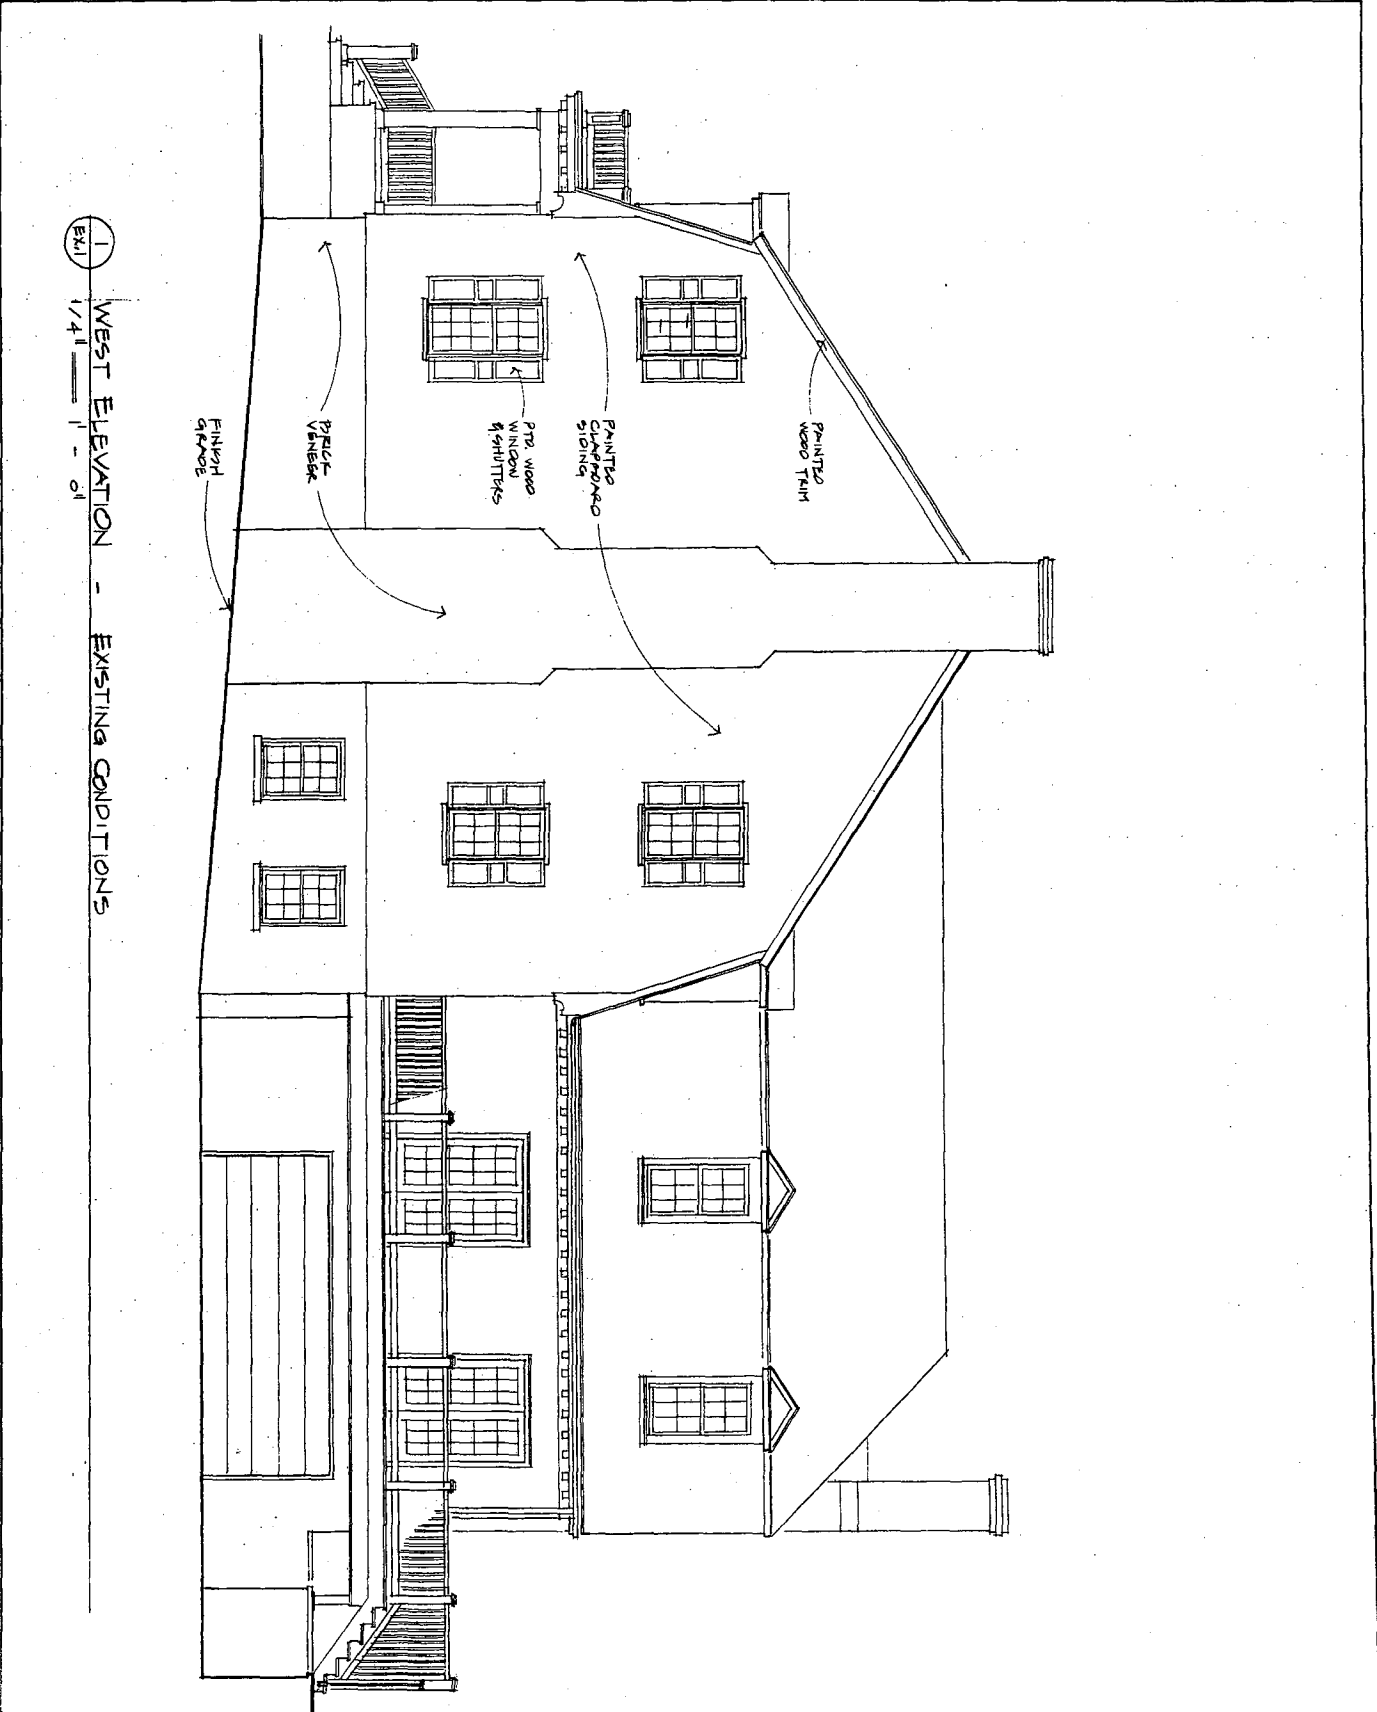 PAINTED
WOOD TRIM
PAINTED
CLAPBOARD
SIDING
PTD. WOOD
WINDOW
& SHUTTERS
BRICK
VENEER
FINISH
GRADE
1
EX.1
WEST ELEVATION - EXISTING CONDITIONS
1/4" = 1' - 0"